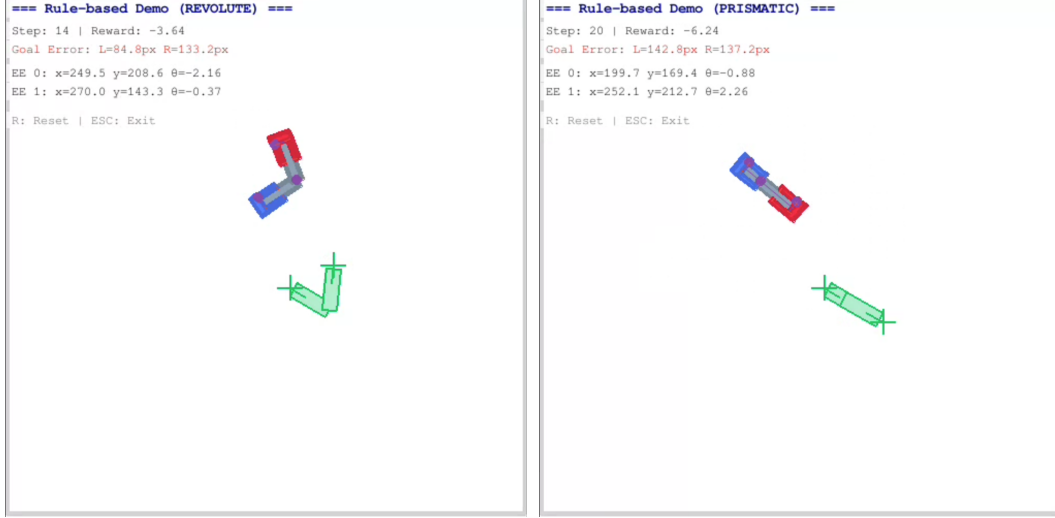 === Rule-based Demo (REVOLUTE) ===
Step: 14 | Reward: -3.64
Goal Error: L=84.8px R=133.2px
EE 0: x=249.5 y=208.6 θ=-2.16
EE 1: x=270.0 y=143.3 θ=-0.37
R: Reset | ESC: Exit
=== Rule-based Demo (PRISMATIC) ===
Step: 20 | Reward: -6.24
Goal Error: L=142.8px R=137.2px
EE 0: x=199.7 y=169.4 θ=-0.88
EE 1: x=252.1 y=212.7 θ=2.26
R: Reset | ESC: Exit